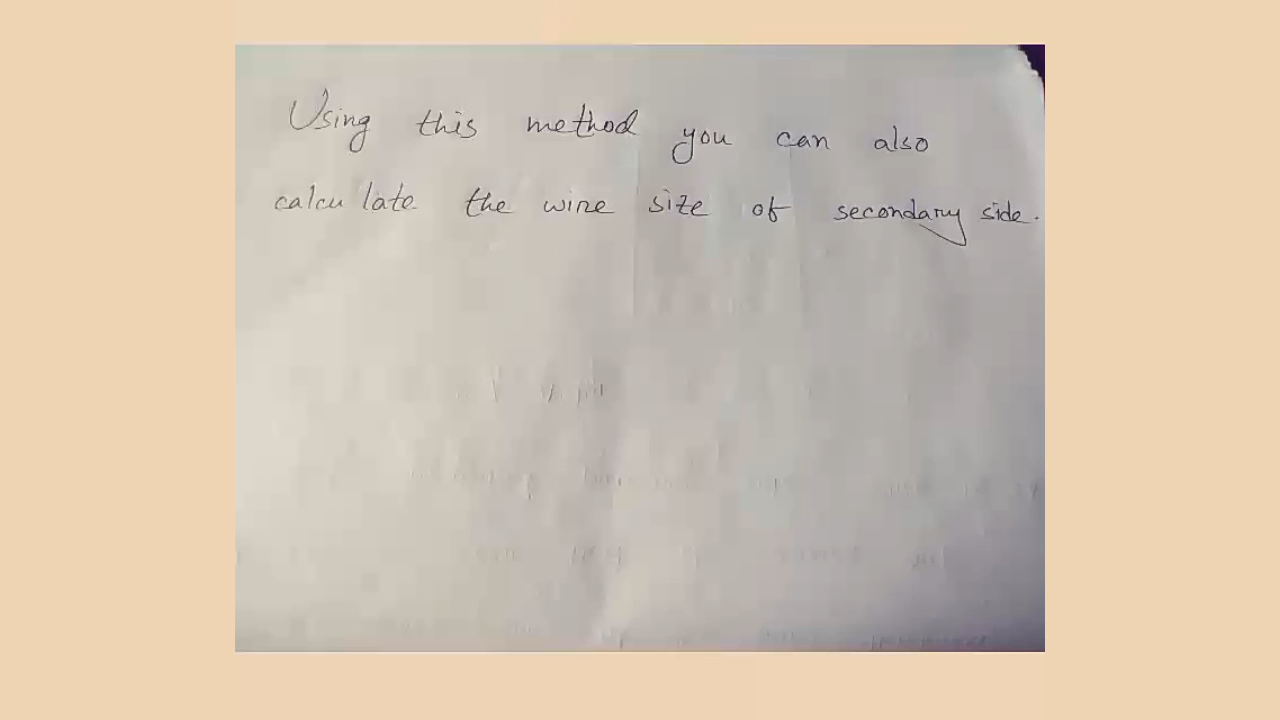 Using this method you can also
calculate the wire size of secondary side.